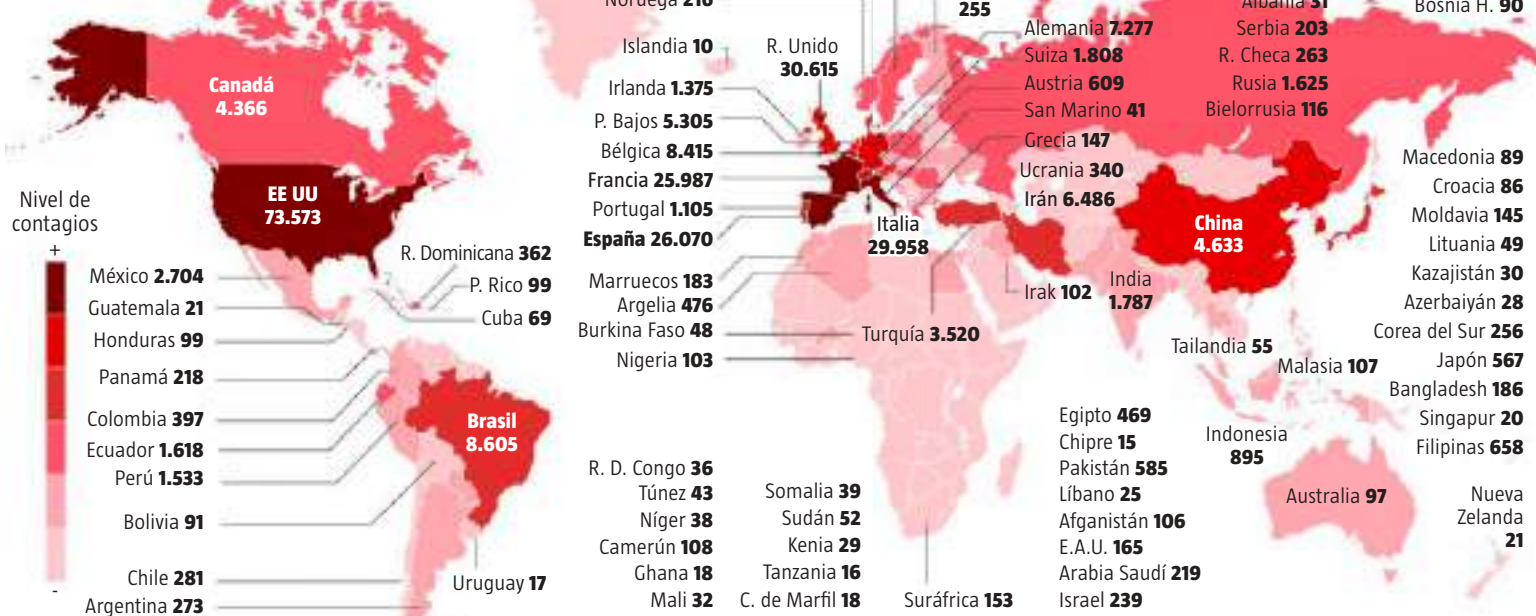 Noruega 216
255
Albania 31
Bosnia H. 90
Islandia 10
R. Unido
30.615
Alemania 7.277
Serbia 203
Canadá
4.366
Irlanda 1.375
Suiza 1.808
R. Checa 263
P. Bajos 5.305
Austria 609
Rusia 1.625
Bélgica 8.415
San Marino 41
Bielorrusia 116
Francia 25.987
Grecia 147
Portugal 1.105
Ucrania 340
España 26.070
Irán 6.486
Italia
29.958
China
4.633
Macedonia 89
Croacia 86
Moldavia 145
Lituania 49
Kazajistán 30
Azerbaiyán 28
Corea del Sur 256
Japón 567
Bangladesh 186
Singapur 20
Filipinas 658
Nivel de
contagios
+
-
EE UU
73.573
R. Dominicana 362
P. Rico 99
Cuba 69
México 2.704
Guatemala 21
Honduras 99
Panamá 218
Colombia 397
Ecuador 1.618
Perú 1.533
Bolivia 91
Chile 281
Argentina 273
Brasil
8.605
Uruguay 17
Marruecos 183
Argelia 476
Burkina Faso 48
Nigeria 103
Turquía 3.520
Irak 102
India
1.787
Tailandia 55
Malasia 107
Indonesia
895
Australia 97
Nueva
Zelanda
21
R. D. Congo 36
Túnez 43
Níger 38
Camerún 108
Ghana 18
Mali 32
Somalia 39
Sudán 52
Kenia 29
Tanzania 16
C. de Marfil 18
Suráfrica 153
Egipto 469
Chipre 15
Pakistán 585
Líbano 25
Afganistán 106
E.A.U. 165
Arabia Saudí 219
Israel 239